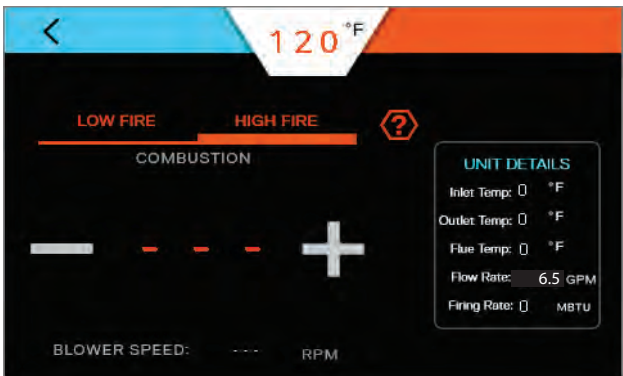 120°F
LOW FIRE HIGH FIRE ?
COMBUSTION
- - -
UNIT DETAILS
Inlet Temp: 0 °F
Outlet Temp: 0 °F
Flue Temp: 0 °F
Flow Rate: 6.5 GPM
Firing Rate: 0 MBTU
BLOWER SPEED: --- RPM